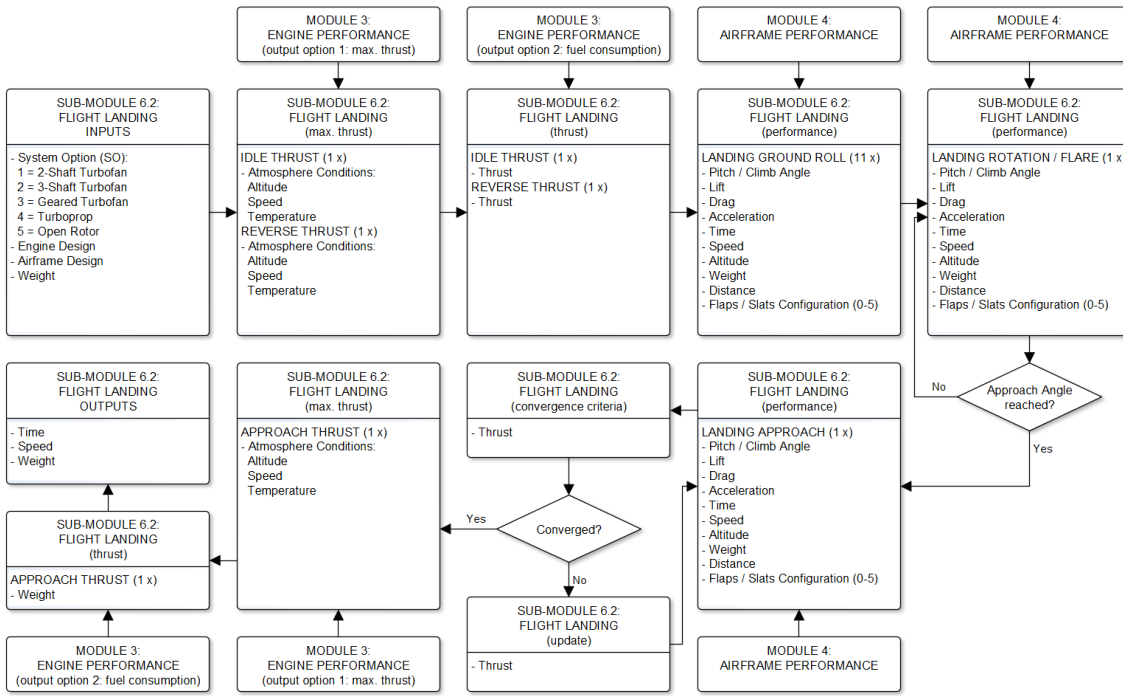 MODULE 3:
ENGINE PERFORMANCE
(output option 1: max. thrust)
MODULE 3:
ENGINE PERFORMANCE
(output option 2: fuel consumption)
MODULE 4:
AIRFRAME PERFORMANCE
MODULE 4:
AIRFRAME PERFORMANCE
SUB-MODULE 6.2:
FLIGHT LANDING
INPUTS
- System Option (SO):
1 = 2-Shaft Turbofan
2 = 3-Shaft Turbofan
3 = Geared Turbofan
4 = Turboprop
5 = Open Rotor
- Engine Design
- Airframe Design
- Weight
SUB-MODULE 6.2:
FLIGHT LANDING
(max. thrust)
IDLE THRUST (1 x)
- Atmosphere Conditions:
Altitude
Speed
Temperature
REVERSE THRUST (1 x)
- Atmosphere Conditions:
Altitude
Speed
Temperature
SUB-MODULE 6.2:
FLIGHT LANDING
(thrust)
IDLE THRUST (1 x)
- Thrust
REVERSE THRUST (1 x)
- Thrust
SUB-MODULE 6.2:
FLIGHT LANDING
(performance)
LANDING GROUND ROLL (11 x)
- Pitch / Climb Angle
- Lift
- Drag
- Acceleration
- Time
- Speed
- Altitude
- Weight
- Distance
- Flaps / Slats Configuration (0-5)
SUB-MODULE 6.2:
FLIGHT LANDING
(performance)
LANDING ROTATION / FLARE (1 x)
- Pitch / Climb Angle
- Lift
- Drag
- Acceleration
- Time
- Speed
- Altitude
- Weight
- Distance
- Flaps / Slats Configuration (0-5)
Approach Angle
reached?
No
Yes
SUB-MODULE 6.2:
FLIGHT LANDING
(performance)
LANDING APPROACH (1 x)
- Pitch / Climb Angle
- Lift
- Drag
- Acceleration
- Time
- Speed
- Altitude
- Weight
- Distance
- Flaps / Slats Configuration (0-5)
MODULE 4:
AIRFRAME PERFORMANCE
SUB-MODULE 6.2:
FLIGHT LANDING
(convergence criteria)
- Thrust
Converged?
Yes
No
SUB-MODULE 6.2:
FLIGHT LANDING
(update)
- Thrust
SUB-MODULE 6.2:
FLIGHT LANDING
(max. thrust)
APPROACH THRUST (1 x)
- Atmosphere Conditions:
Altitude
Speed
Temperature
MODULE 3:
ENGINE PERFORMANCE
(output option 1: max. thrust)
SUB-MODULE 6.2:
FLIGHT LANDING
OUTPUTS
- Time
- Speed
- Weight
SUB-MODULE 6.2:
FLIGHT LANDING
(thrust)
APPROACH THRUST (1 x)
- Weight
MODULE 3:
ENGINE PERFORMANCE
(output option 2: fuel consumption)